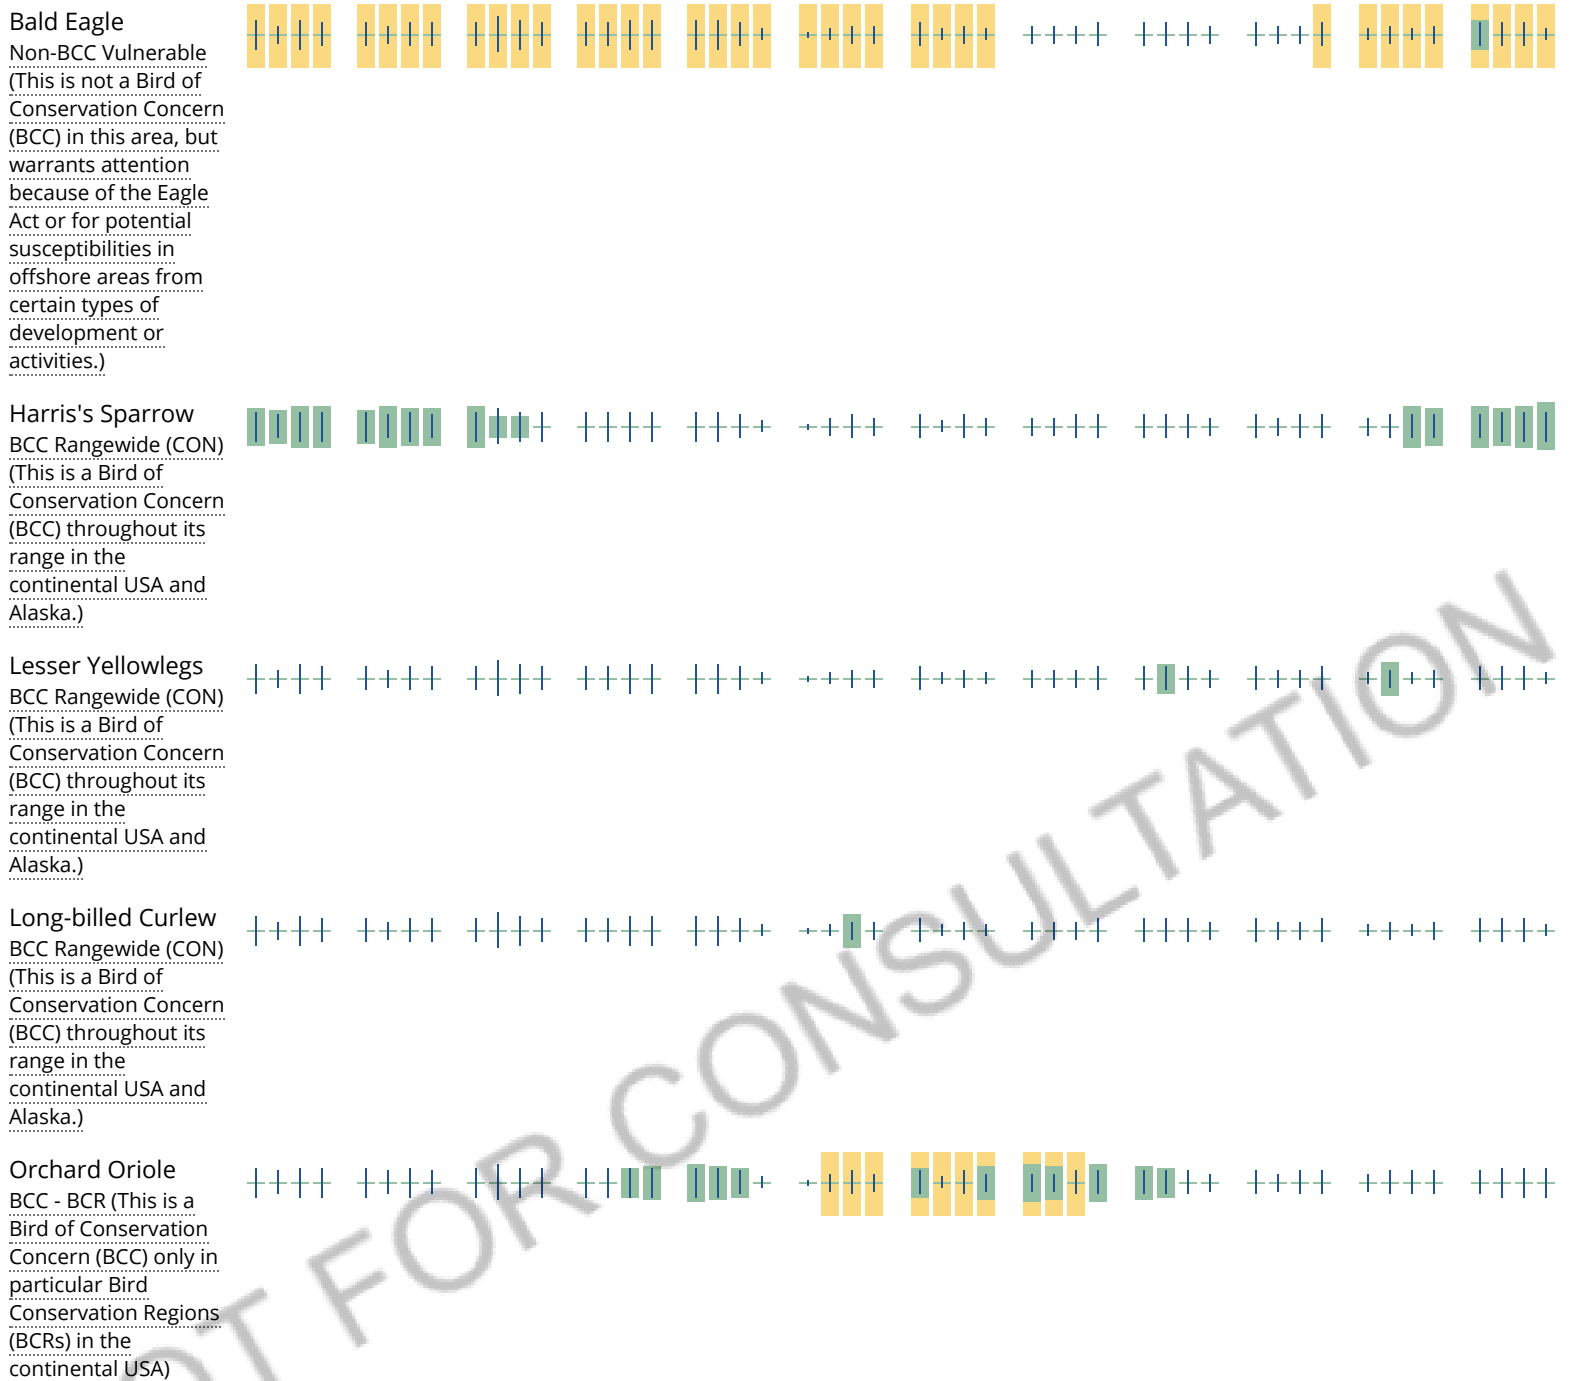 Bald Eagle
Non-BCC Vulnerable
(This is not a Bird of
Conservation Concern
(BCC) in this area, but
warrants attention
because of the Eagle
Act or for potential
susceptibilities in
offshore areas from
certain types of
development or
activities.)
Harris's Sparrow
BCC Rangewide (CON)
(This is a Bird of
Conservation Concern
(BCC) throughout its
range in the
continental USA and
Alaska.)
Lesser Yellowlegs
BCC Rangewide (CON)
(This is a Bird of
Conservation Concern
(BCC) throughout its
range in the
continental USA and
Alaska.)
Long-billed Curlew
BCC Rangewide (CON)
(This is a Bird of
Conservation Concern
(BCC) throughout its
range in the
continental USA and
Alaska.)
Orchard Oriole
BCC - BCR (This is a
Bird of Conservation
Concern (BCC) only in
particular Bird
Conservation Regions
(BCRs) in the
continental USA)
OT FOR CONSULTATION